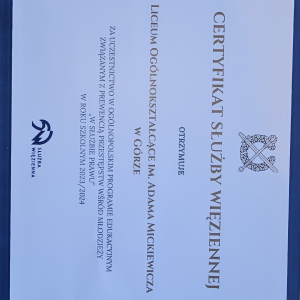 CERTYFIKAT SŁUŻBY WIĘZIENNEJ
OTRZYMUJE
LICEUM OGÓLNOKSZTAŁCĄCE IM. ADAMA MICKIEWICZA
W GÓRZE
ZA UCZESTNICTWO W OGÓLNOPOLSKIM PROGRAMIE EDUKACYJNYM
ZWIĄZANYM Z PREWENCJĄ PRZESTĘPSTW WŚRÓD MŁODZIEŻY
„W SŁUŻBIE PRAWU"
W ROKU SZKOLNYM 2023/2024
SŁUŻBA
WIĘZIENNA